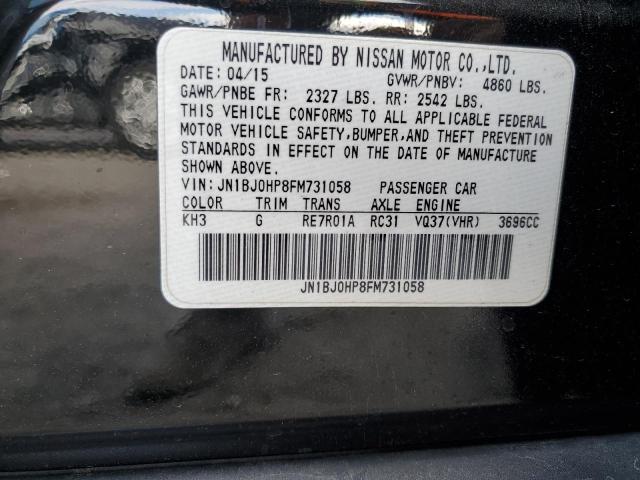 MANUFACTURED BY NISSAN MOTOR CO.,LTD.
DATE: 04/15 GVWR/PNBV: 4860 LBS.
GAWR/PNBE FR: 2327 LBS. RR: 2542 LBS.
THIS VEHICLE CONFORMS TO ALL APPLICABLE FEDERAL
MOTOR VEHICLE SAFETY,BUMPER,AND THEFT PREVENTION
STANDARDS IN EFFECT ON THE DATE OF MANUFACTURE
SHOWN ABOVE.
VIN: JN1BJ0HP8FM731058 PASSENGER CAR
COLOR TRIM TRANS AXLE ENGINE
KH3 G RE7R01A RC31 VQ37(VHR) 3696CC
JN1BJ0HP8FM731058